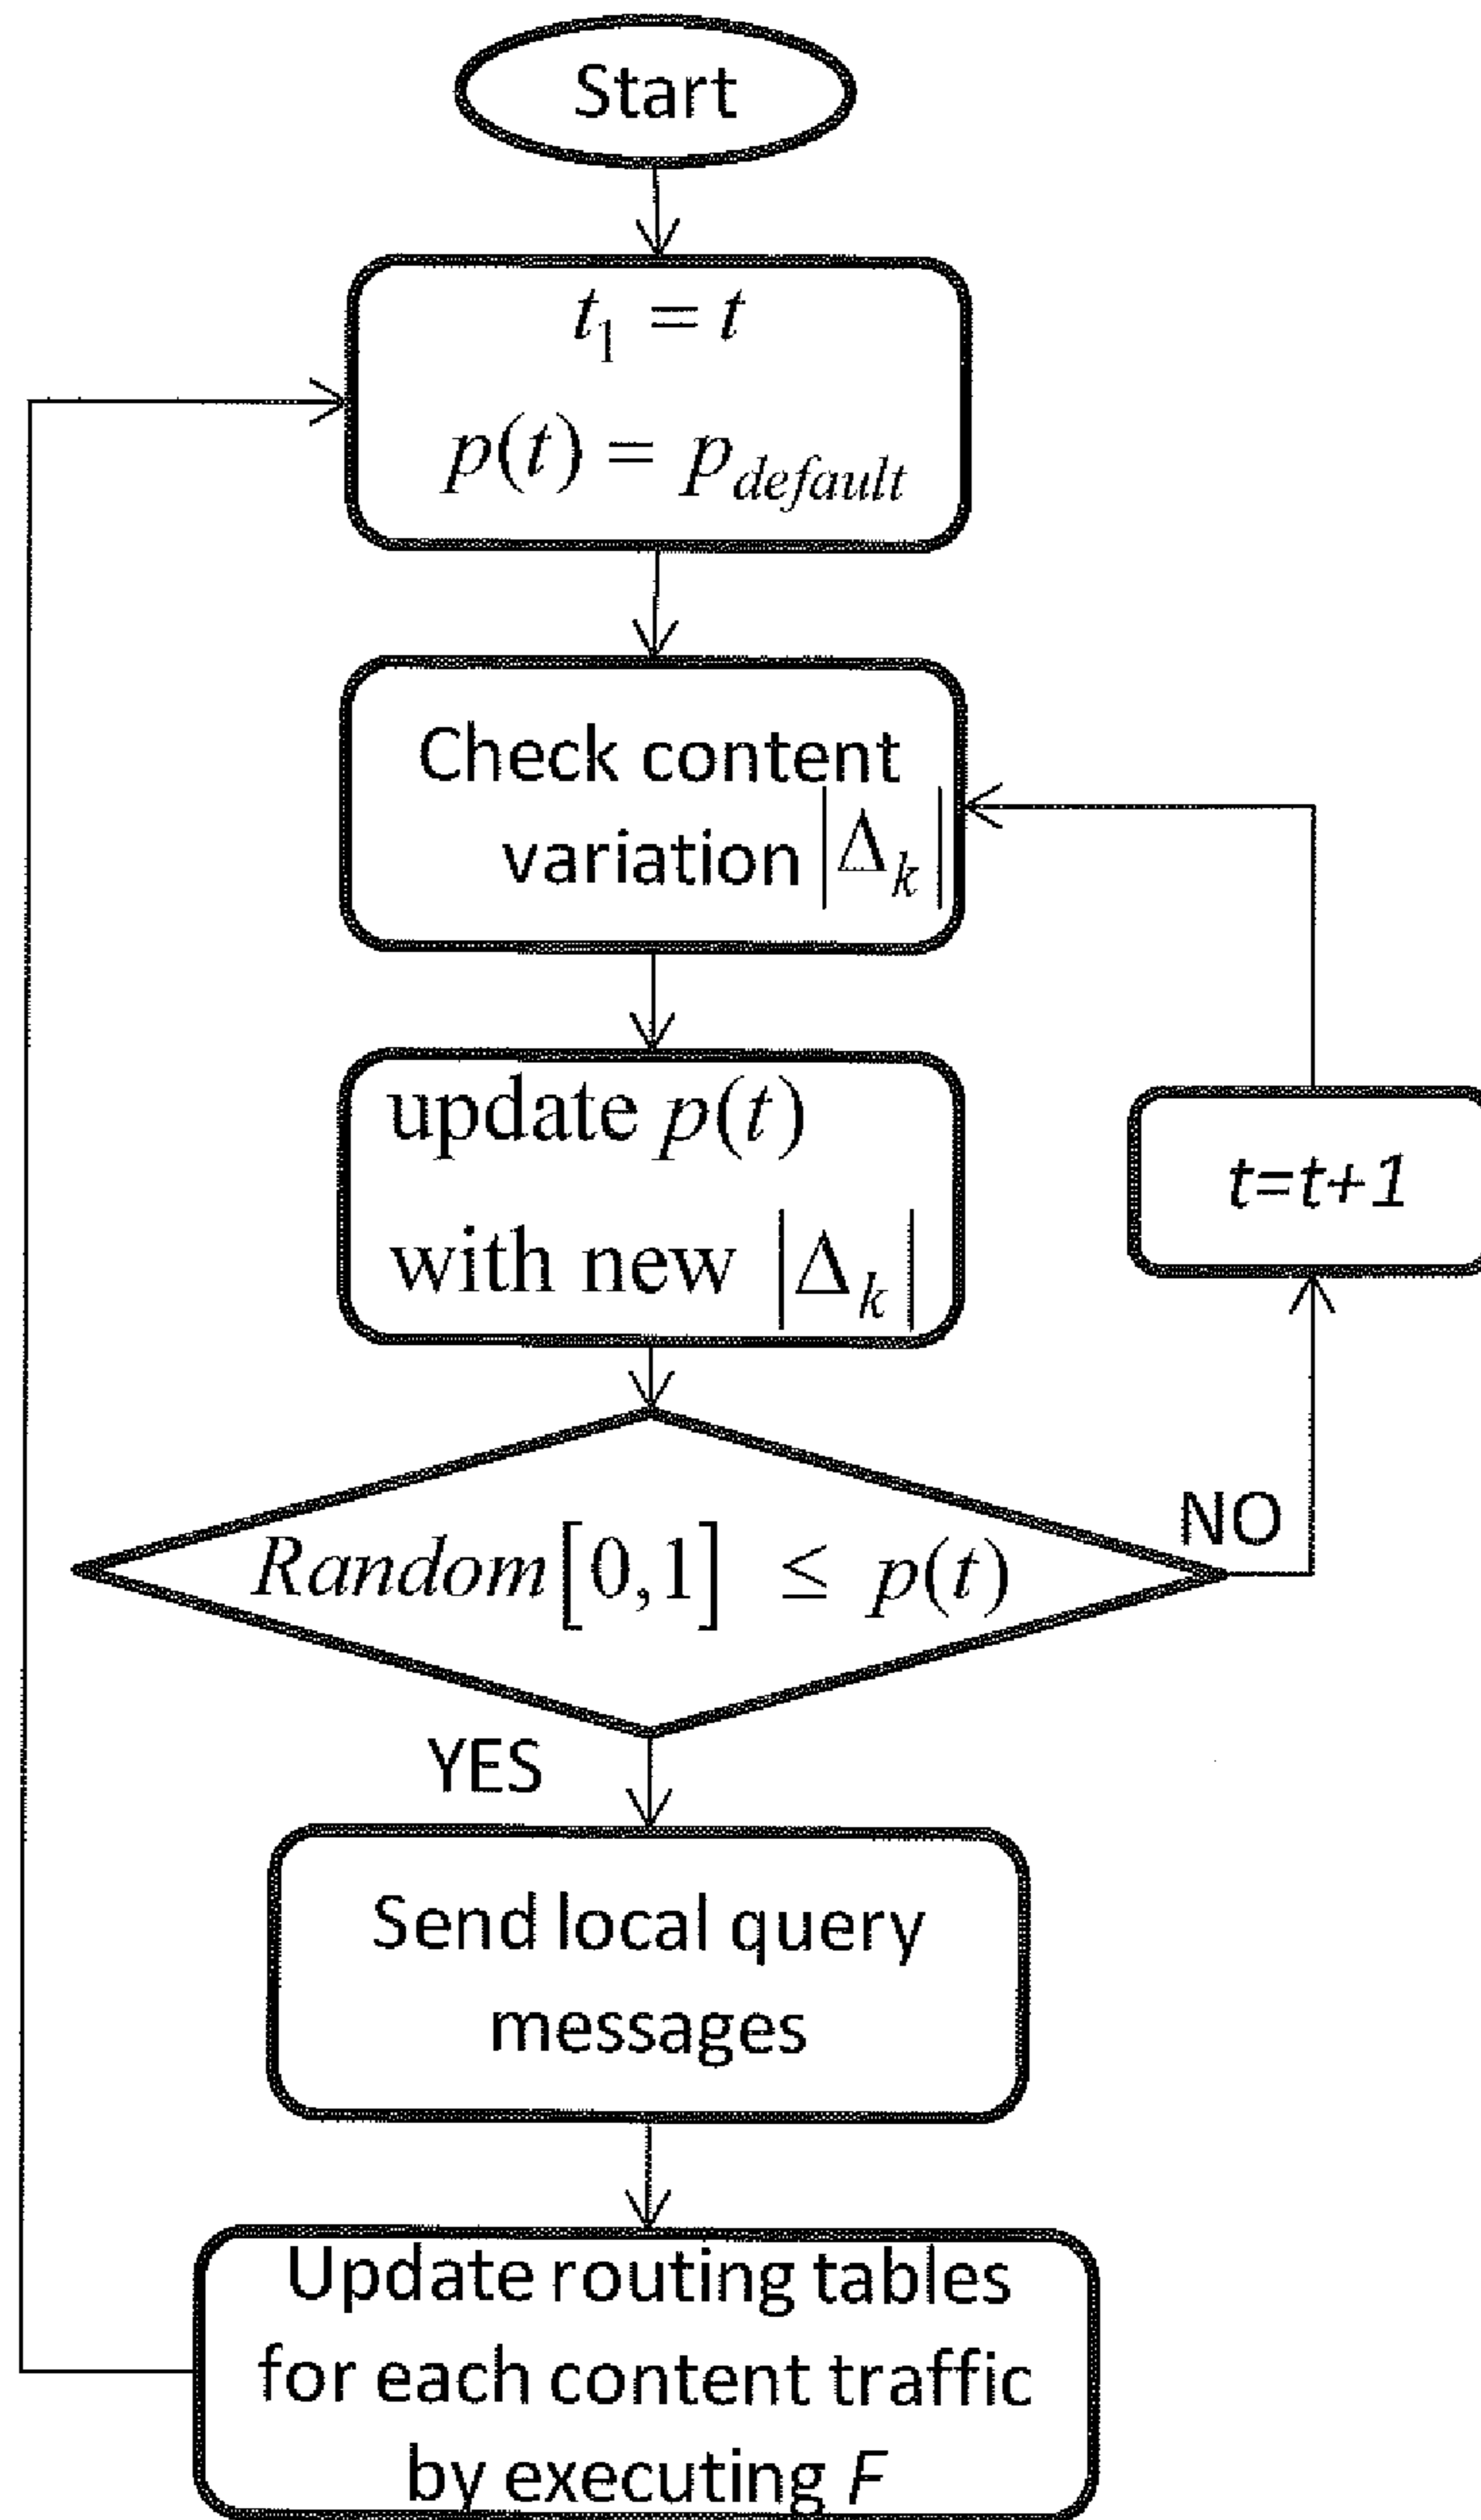 Start
t₁ = t
p(t) = p_default
Check content
variation |Δₖ|
update p(t)
with new |Δₖ|
t=t+1
Random[0,1] ≤ p(t)
NO
YES
Send local query
messages
Update routing tables
for each content traffic
by executing F